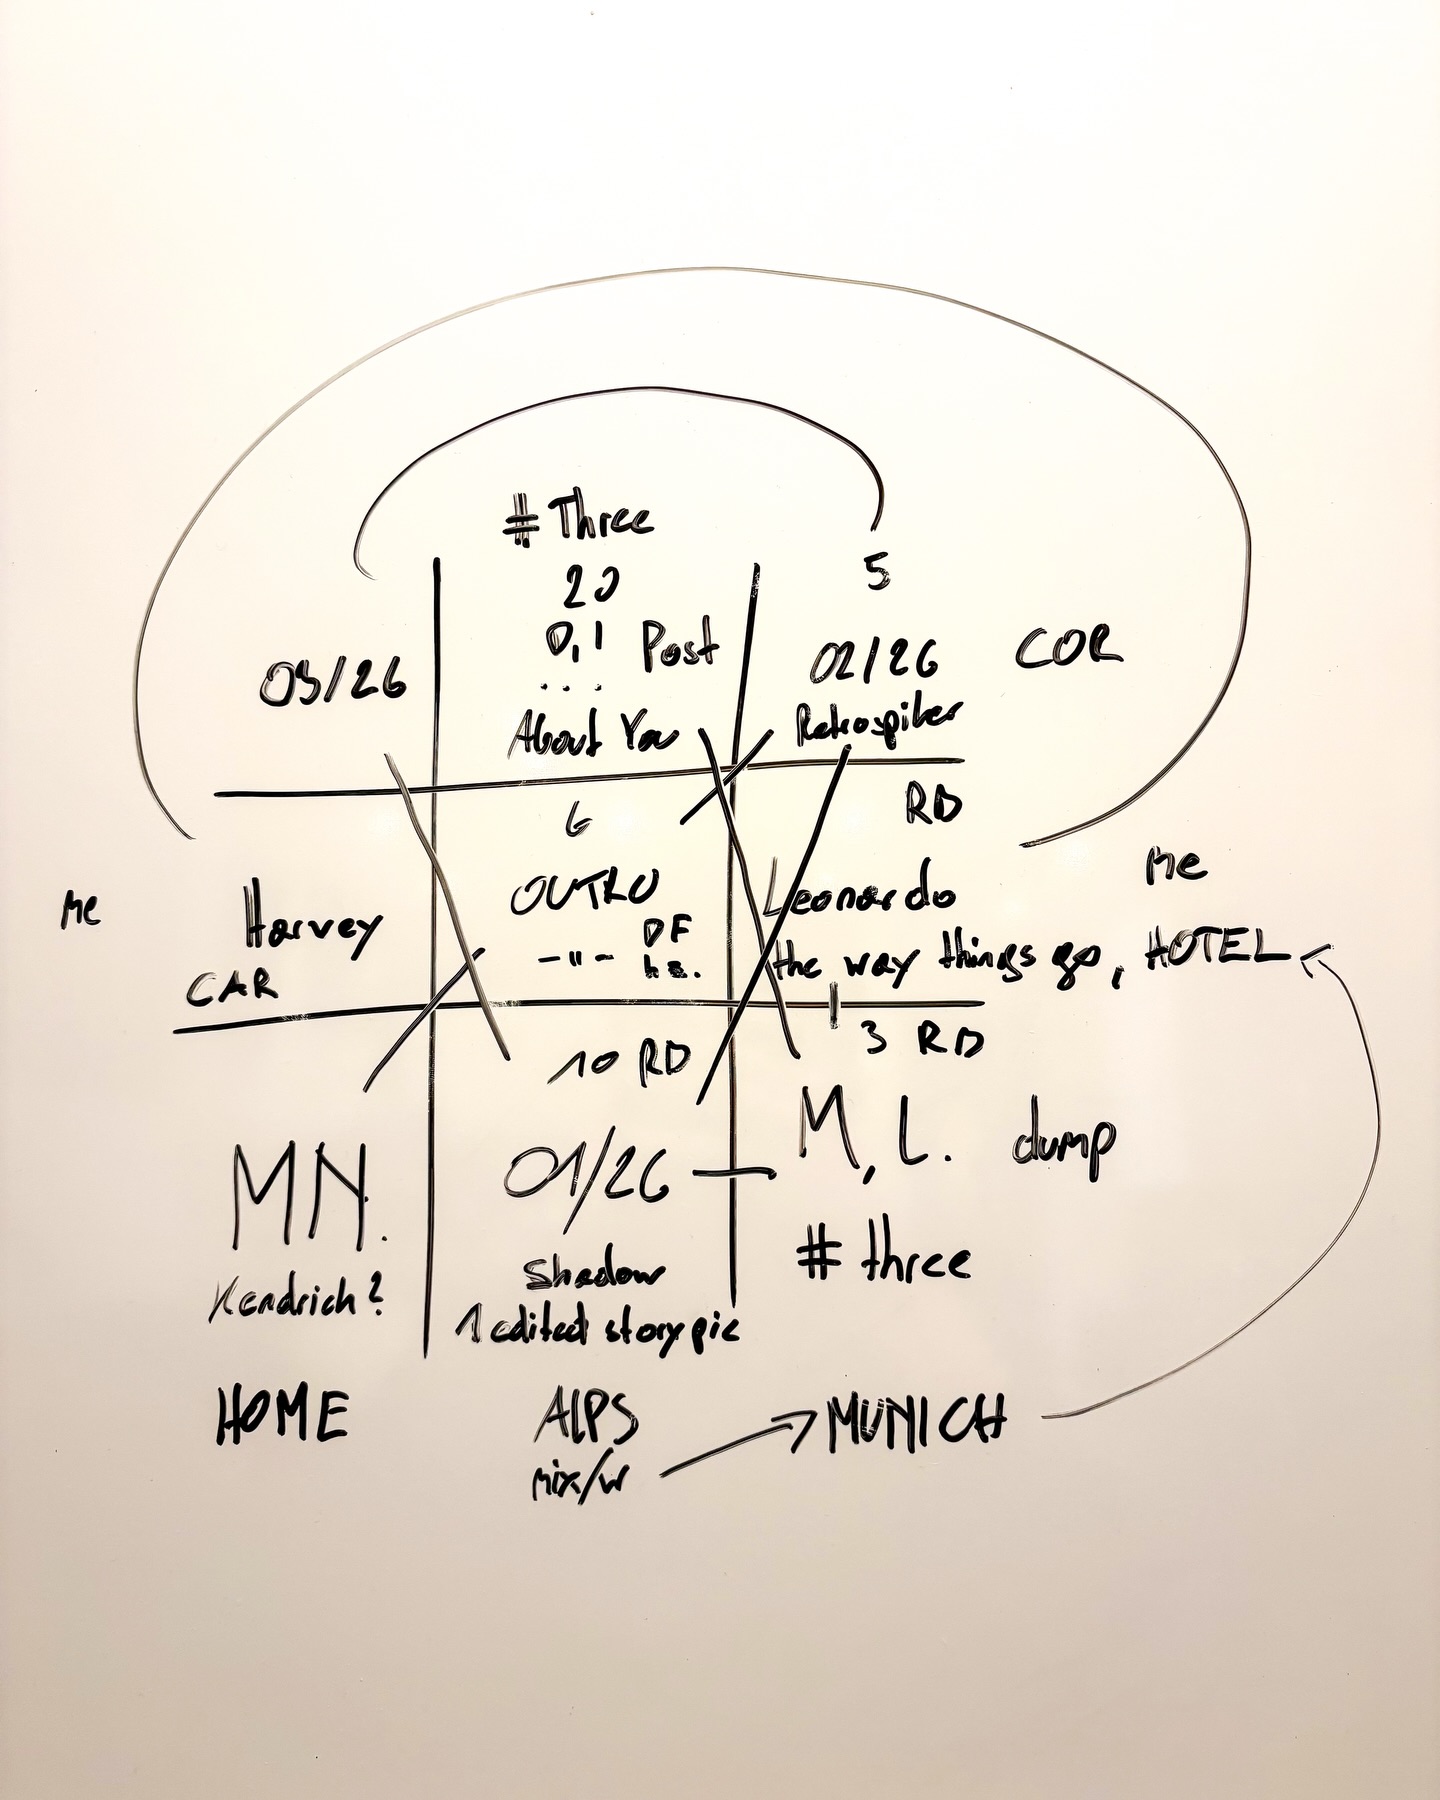 # Three
20
0,1 Post
...
About You
03/26
5
02/26
COR
6
RD
me
Harvey
CAR
OUTRO
-"- DF
Leonardo
the way things go, HOTEL
me
10 RD
3 RD
MN.
Kendrich?
01/26
Shadow
1 edited story pic
M, L. dump
# three
HOME
ALPS
mix/w
MUNICH